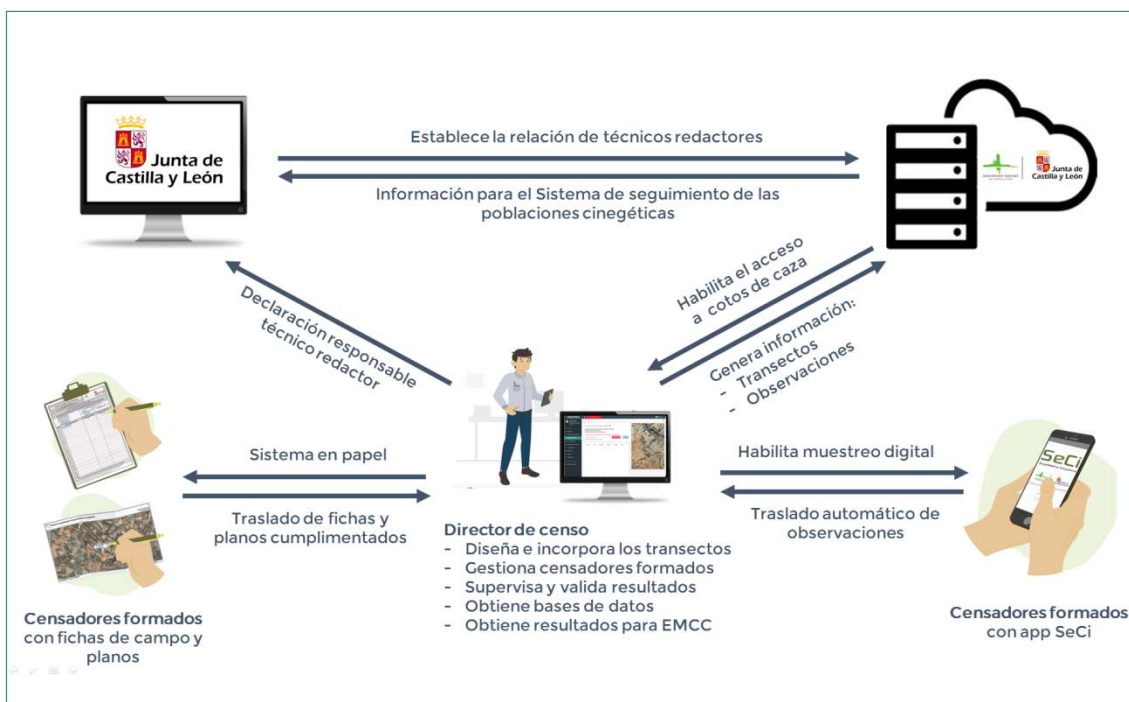 Junta de
Castilla y León
Establece la relación de técnicos redactores
Información para el Sistema de seguimiento de las
poblaciones cinegéticas
Junta de
Castilla y León
Declaración responsable
técnico redactor
Habilita el acceso
a cotos de caza
Genera información:
- Transectos
- Observaciones
Sistema en papel
Traslado de fichas y
planos cumplimentados
Habilita muestreo digital
Traslado automático de
observaciones
SeCi
Director de censo
- Diseña e incorpora los transectos
- Gestiona censadores formados
- Supervisa y valida resultados
- Obtiene bases de datos
- Obtiene resultados para EMCC
Censadores formados
con fichas de campo y
planos
Censadores formados
con app SeCi